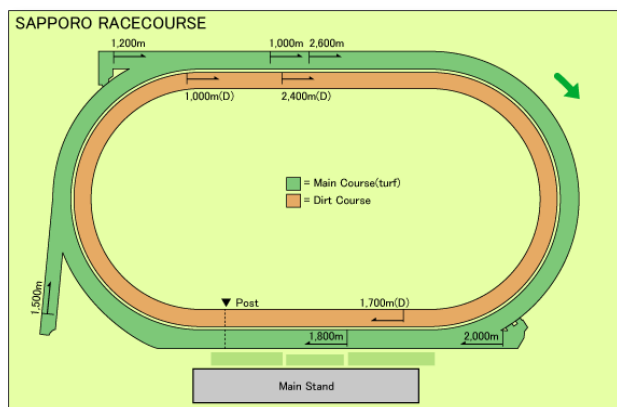 SAPPORO RACECOURSE
1,200m
1,000m
2,600m
1,000m(D)
2,400m(D)
= Main Course(turf)
= Dirt Course
1,500m
Post
1,700m(D)
1,800m
2,000m
Main Stand